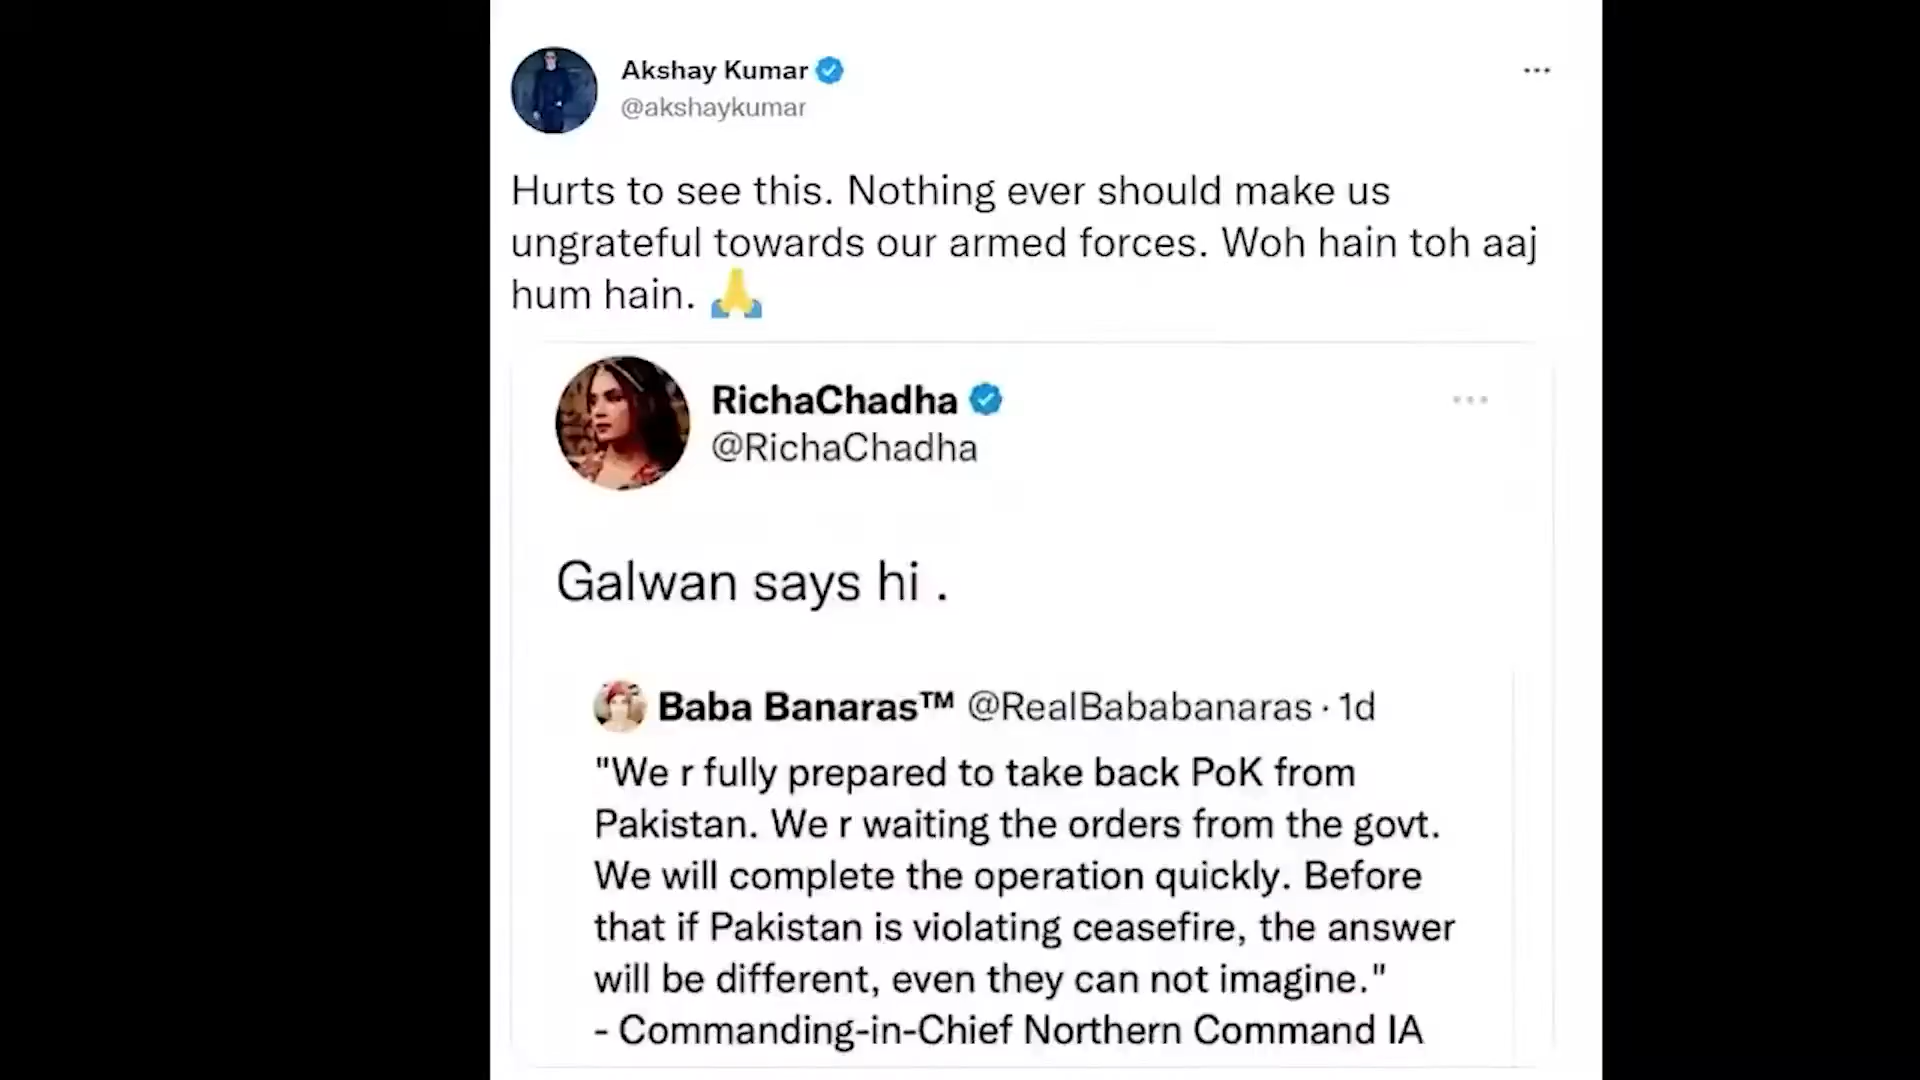 Akshay Kumar
@akshaykumar
Hurts to see this. Nothing ever should make us
ungrateful towards our armed forces. Woh hain toh aaj
hum hain. 🙏
RichaChadha
@RichaChadha
Galwan says hi .
Baba Banaras™ @RealBababanaras · 1d
"We r fully prepared to take back PoK from
Pakistan. We r waiting the orders from the govt.
We will complete the operation quickly. Before
that if Pakistan is violating ceasefire, the answer
will be different, even they can not imagine."
- Commanding-in-Chief Northern Command IA